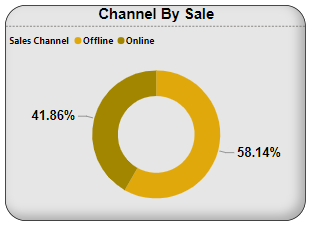 Channel By Sale
Sales Channel Offline Online
41.86%
58.14%